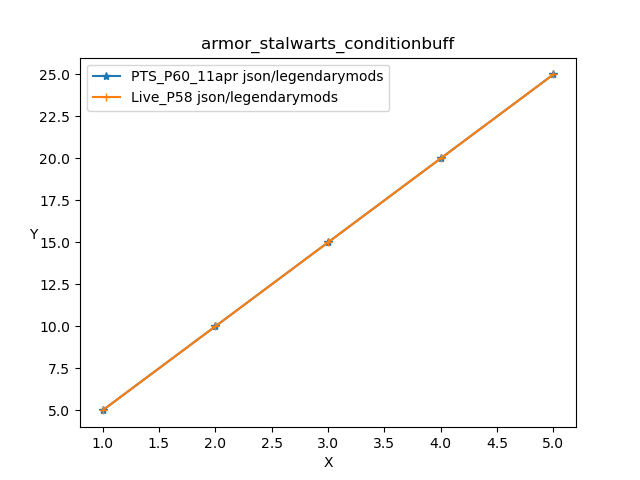 armor_stalwarts_conditionbuff
PTS_P60_11apr json/legendarymods
Live_P58 json/legendarymods
25.0
22.5
20.0
17.5
15.0
Y
12.5
10.0
7.5
5.0
1.0 1.5 2.0 2.5 3.0 3.5 4.0 4.5 5.0
X